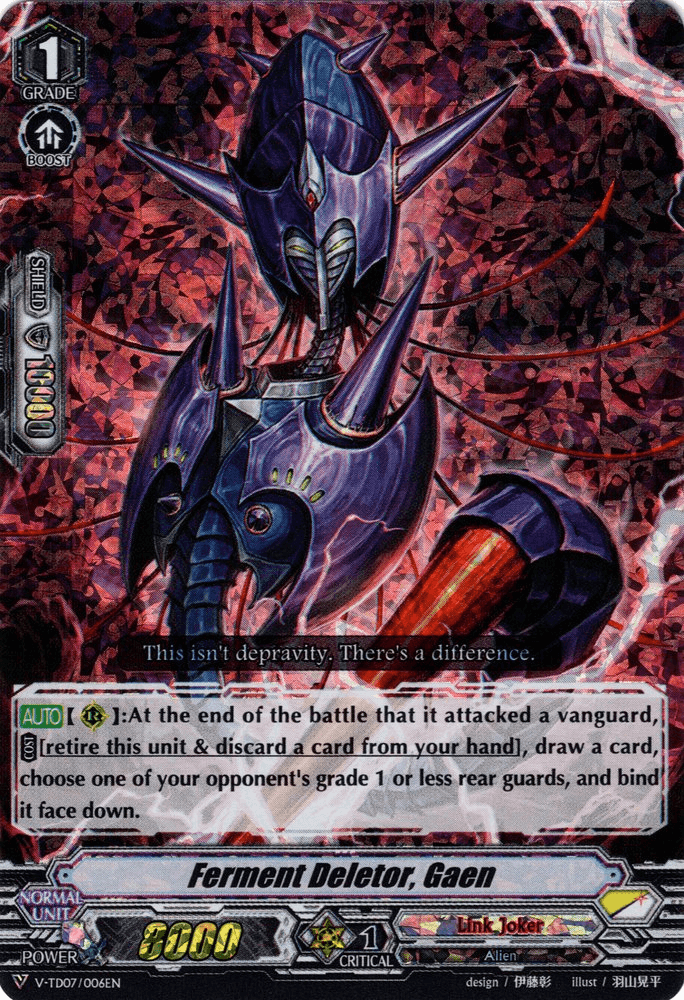 1
GRADE
BOOST
SHIELD
10000
This isn't depravity. There's a difference.
AUTO [ R ]:At the end of the battle that it attacked a vanguard,
COST [retire this unit & discard a card from your hand], draw a card,
choose one of your opponent's grade 1 or less rear guards, and bind
it face down.
Ferment Deletor, Gaen
NORMAL
UNIT
POWER 8000
1
CRITICAL
Link Joker
Alien
V-TD07/006EN
design / 伊藤彰 illust / 羽山晃平